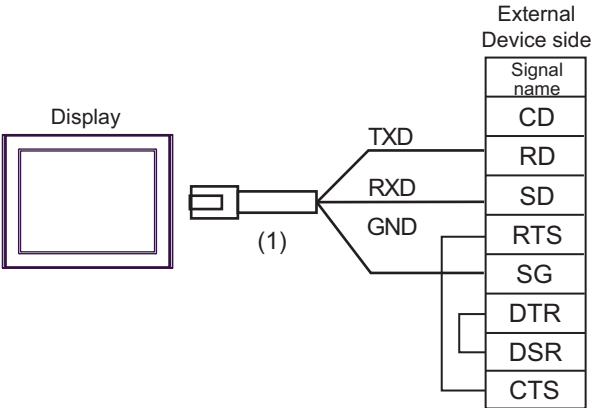 External
Device side
Signal
name
Display
CD
TXD
RD
RXD
SD
GND
RTS
(1)
SG
DTR
DSR
CTS